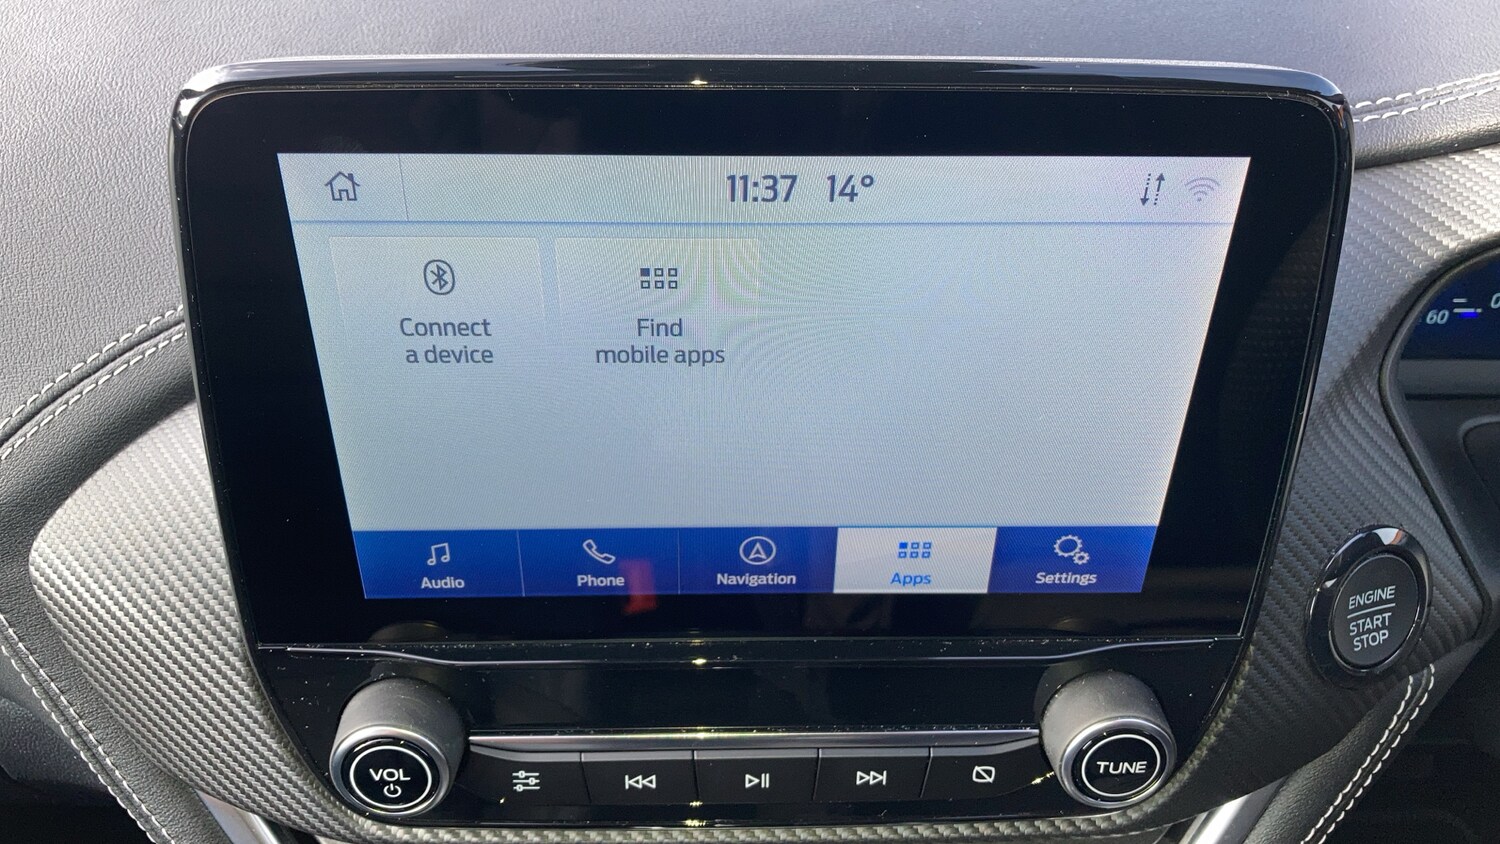 11:37 14°
Connect
a device
Find
mobile apps
Audio
Phone
Navigation
Apps
Settings
60
ENGINE
START
STOP
VOL
TUNE